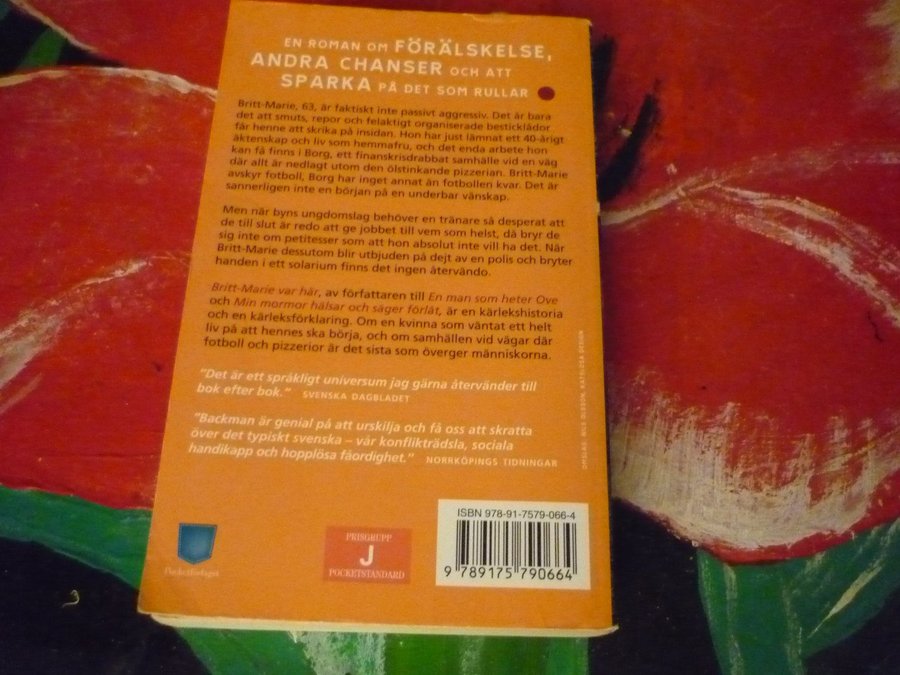 EN ROMAN OM FÖRÄLSKELSE,
ANDRA CHANSER OCH ATT
SPARKA PÅ DET SOM RULLAR
Britt-Marie, 63, är faktiskt inte passivt aggressiv. Det är bara
det att smuts, repor och felaktigt organiserade besticklådor
får henne att skrika på insidan. Hon har just lämnat ett 40-årigt
äktenskap och liv som hemmafru, och det enda arbete hon
kan få finns i Borg, ett finanskrisdrabbat samhälle vid en väg
där allt är nedlagt utom den ölstinkande pizzerian. Britt-Marie
avskyr fotboll, Borg har inget annat än fotbollen kvar. Det är
sannerligen inte en början på en underbar vänskap.
Men när byns ungdomslag behöver en tränare så desperat att
de till slut är redo att ge jobbet till vem som helst, då bryr de
sig inte om petitesser som att hon absolut inte vill ha det. När
Britt-Marie dessutom blir utbjuden på dejt av en polis och bryter
handen i ett solarium finns det ingen återvändo.
Britt-Marie var här, av författaren till En man som heter Ove
och Min mormor hälsar och säger förlåt, är en kärlekshistoria
och en kärleksförklaring. Om en kvinna som väntat ett helt
liv på att hennes ska börja, och om samhällen vid vägar där
fotboll och pizzerior är det sista som överger människorna.
"Det är ett språkligt universum jag gärna återvänder till
bok efter bok." SVENSKA DAGBLADET
"Backman är genial på att urskilja och få oss att skratta
över det typiskt svenska – vår konflikträdsla, sociala
handikapp och hopplösa fåordighet." NORRKÖPINGS TIDNINGAR
OMSLAG: NILS OLSSON, KATOLOSA DESIGN
Pocketförlaget
PRISGRUPP
J
POCKETSTANDARD
ISBN 978-91-7579-066-4
9 789175 790664